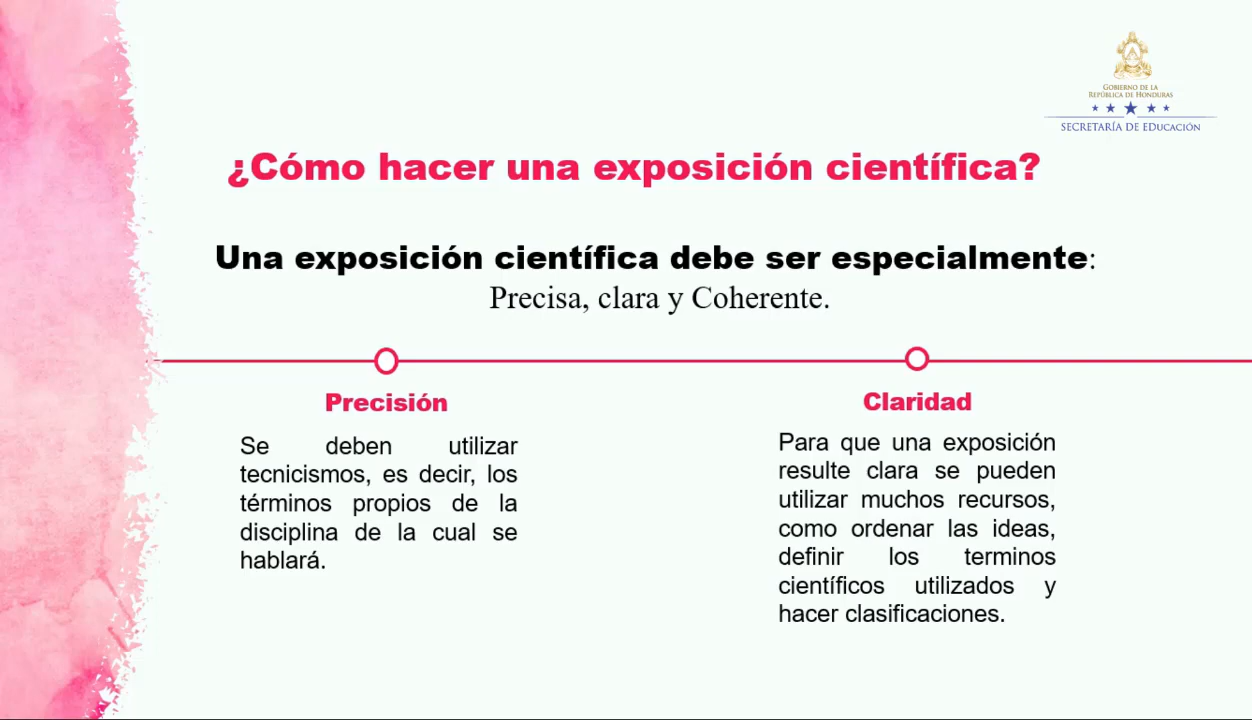 GOBIERNO DE LA
REPÚBLICA DE HONDURAS
SECRETARÍA DE EDUCACIÓN
¿Cómo hacer una exposición científica?
Una exposición científica debe ser especialmente:
Precisa, clara y Coherente.
Precisión
Se deben utilizar
tecnicismos, es decir, los
términos propios de la
disciplina de la cual se
hablará.
Claridad
Para que una exposición
resulte clara se pueden
utilizar muchos recursos,
como ordenar las ideas,
definir los terminos
científicos utilizados y
hacer clasificaciones.